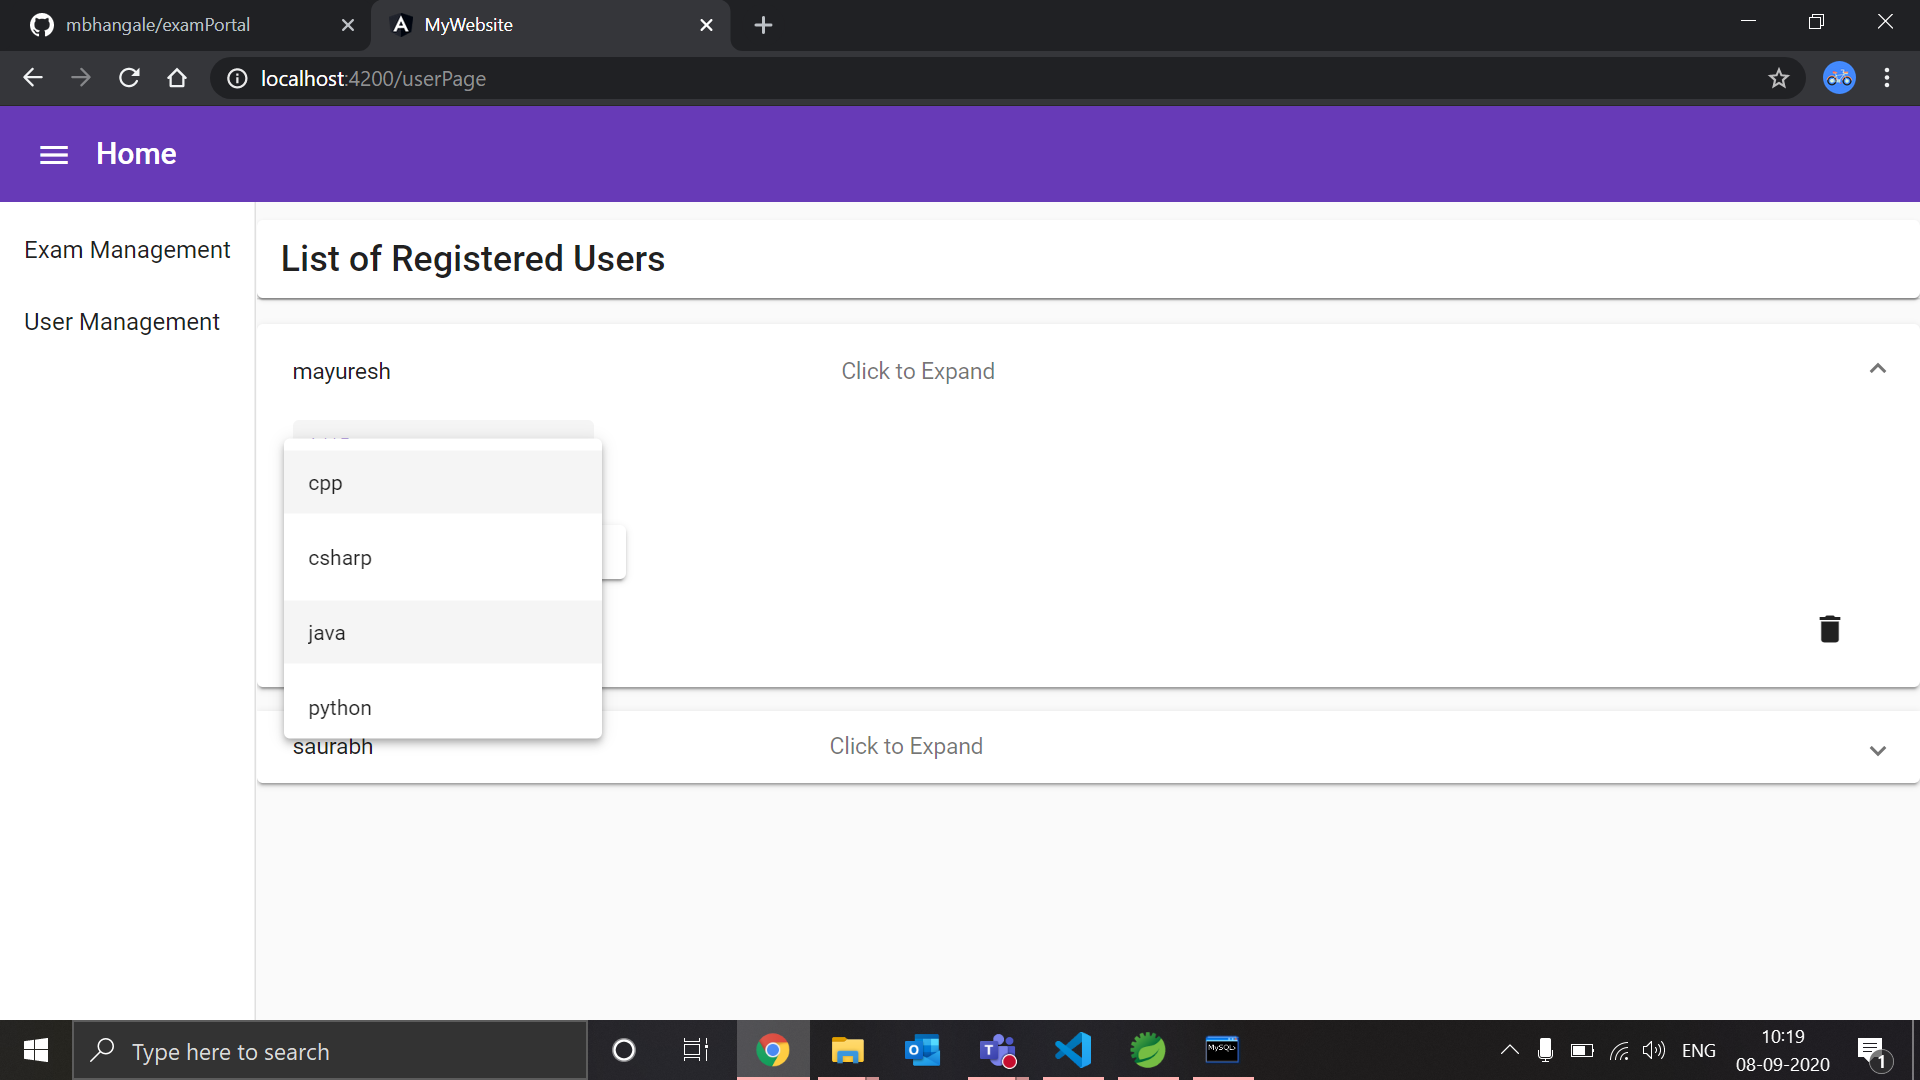 mbhangale/examPortal
MyWebsite
localhost:4200/userPage
Home
Exam Management
User Management
List of Registered Users
mayuresh Click to Expand
cpp
csharp
java
python
saurabh Click to Expand
Type here to search
MySQL>
ENG
10:19
08-09-2020
1